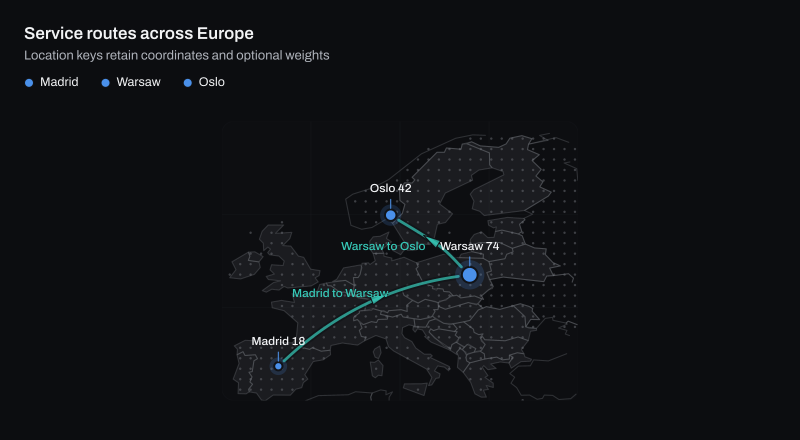 Service routes across Europe
Location keys retain coordinates and optional weights
Madrid Warsaw Oslo
Oslo 42
Warsaw to Oslo Warsaw 74
Madrid to Warsaw
Madrid 18